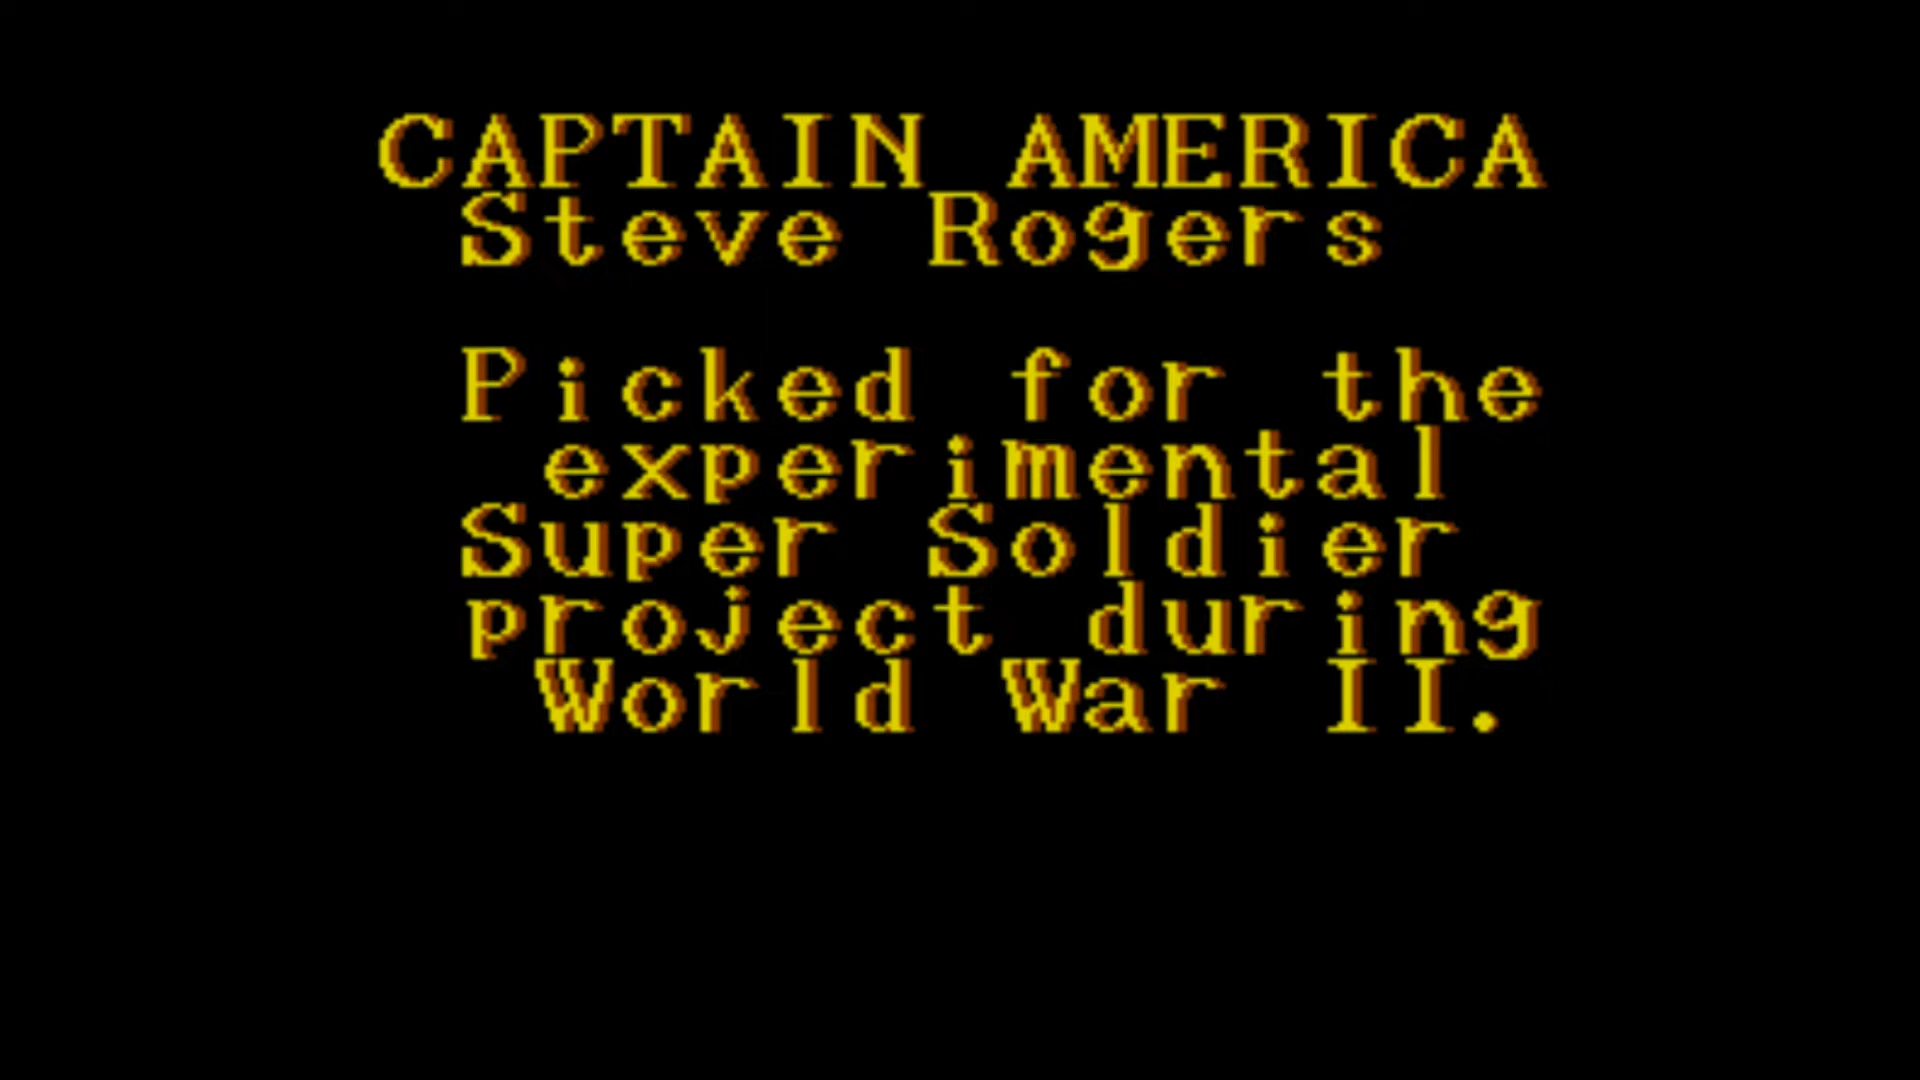 CAPTAIN AMERICA
Steve Rogers
Picked for the
experimental
Super Soldier
project during
World War II.